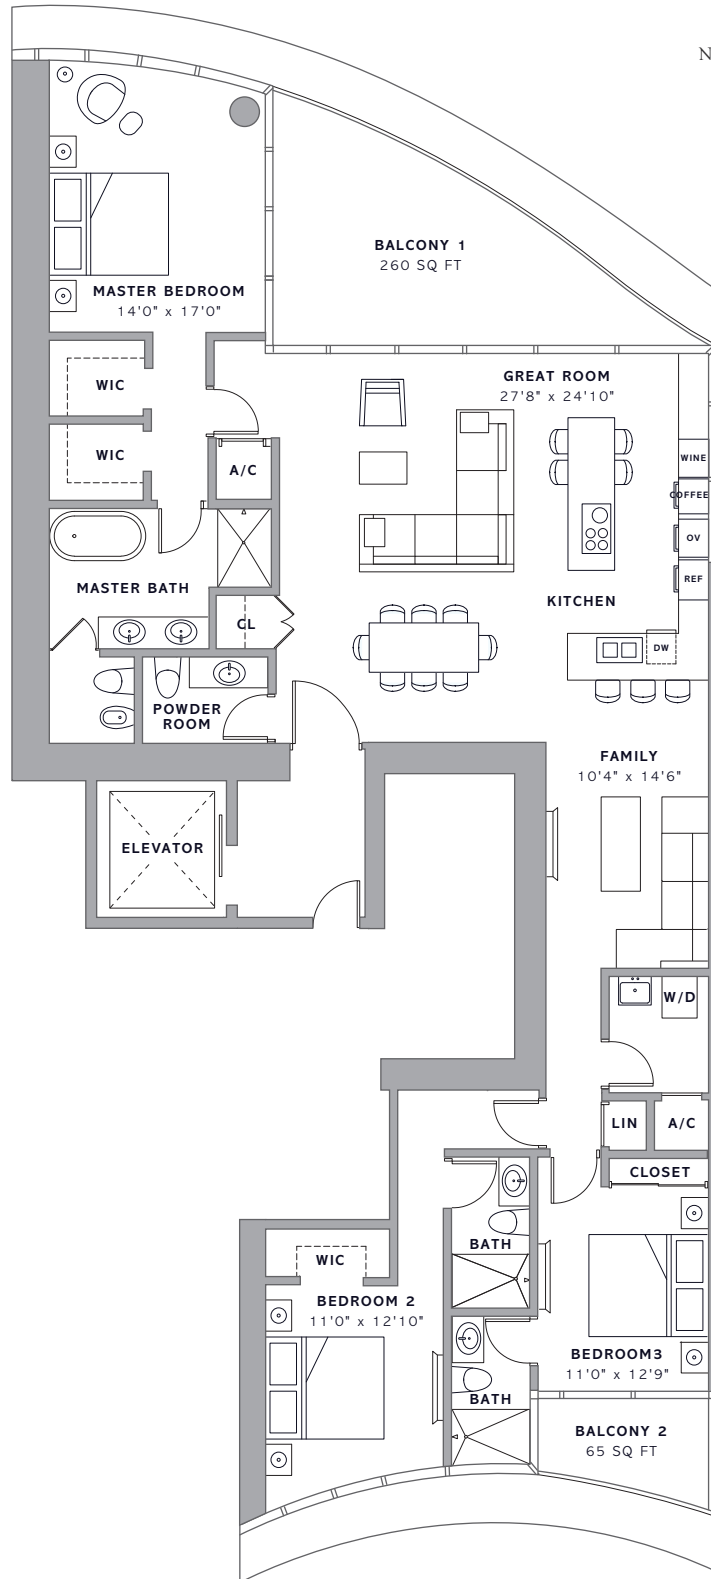 N
BALCONY 1
260 SQ FT
MASTER BEDROOM
14'0" x 17'0"
GREAT ROOM
27'8" x 24'10"
WIC
WIC
A/C
WINE
COFFEE
OV
REF
MASTER BATH
KITCHEN
CL
DW
POWDER
ROOM
FAMILY
10'4" x 14'6"
ELEVATOR
W/D
LIN
A/C
CLOSET
BATH
WIC
BEDROOM 2
11'0" x 12'10"
BEDROOM3
11'0" x 12'9"
BATH
BALCONY 2
65 SQ FT